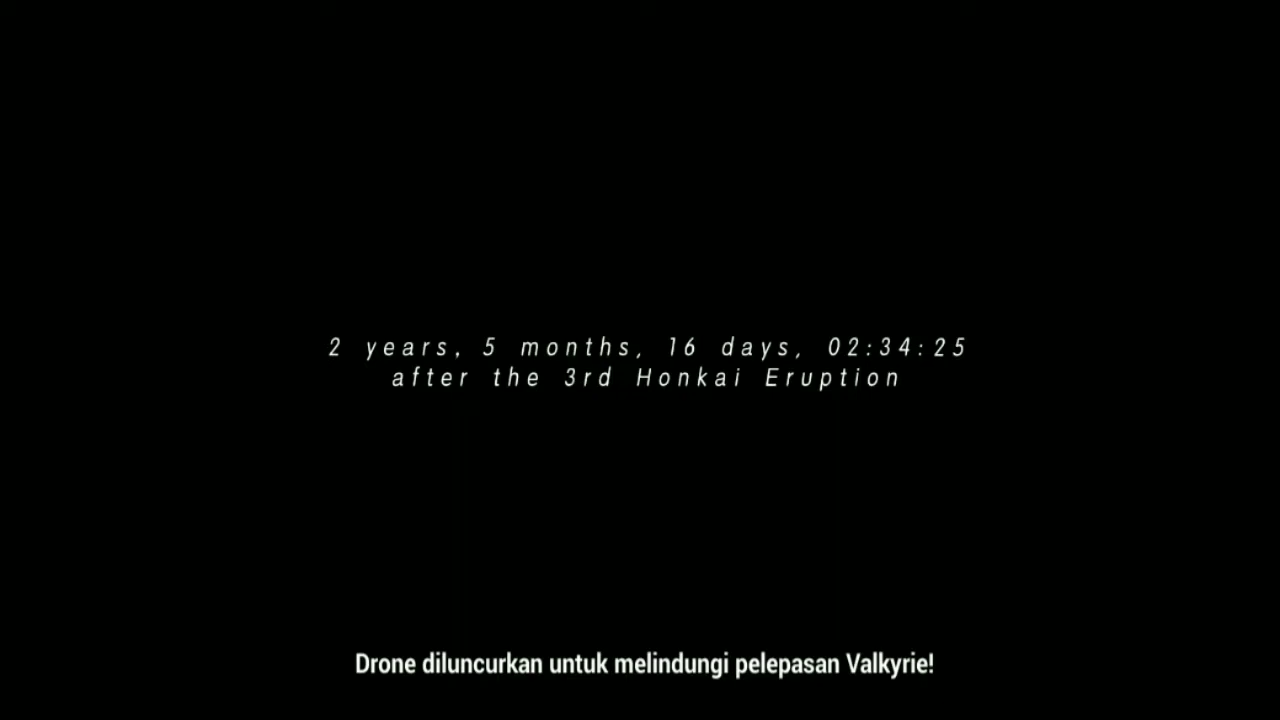 2 years, 5 months, 16 days, 02:34:25
after the 3rd Honkai Eruption
Drone diluncurkan untuk melindungi pelepasan Valkyrie!